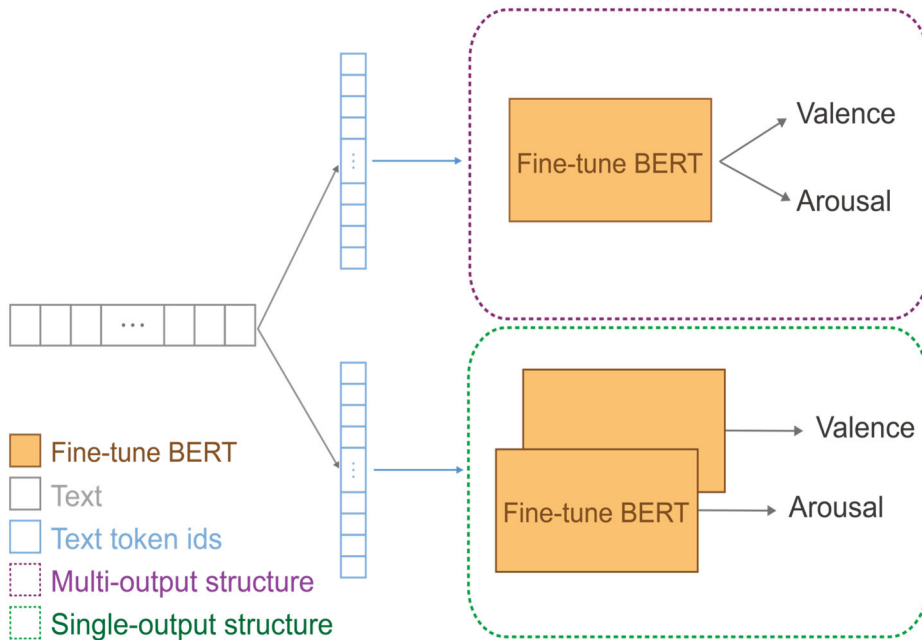 Fine-tune BERT
Valence
Arousal
...
⋮
⋮
Fine-tune BERT
Valence
Arousal
Fine-tune BERT
Text
Text token ids
Multi-output structure
Single-output structure